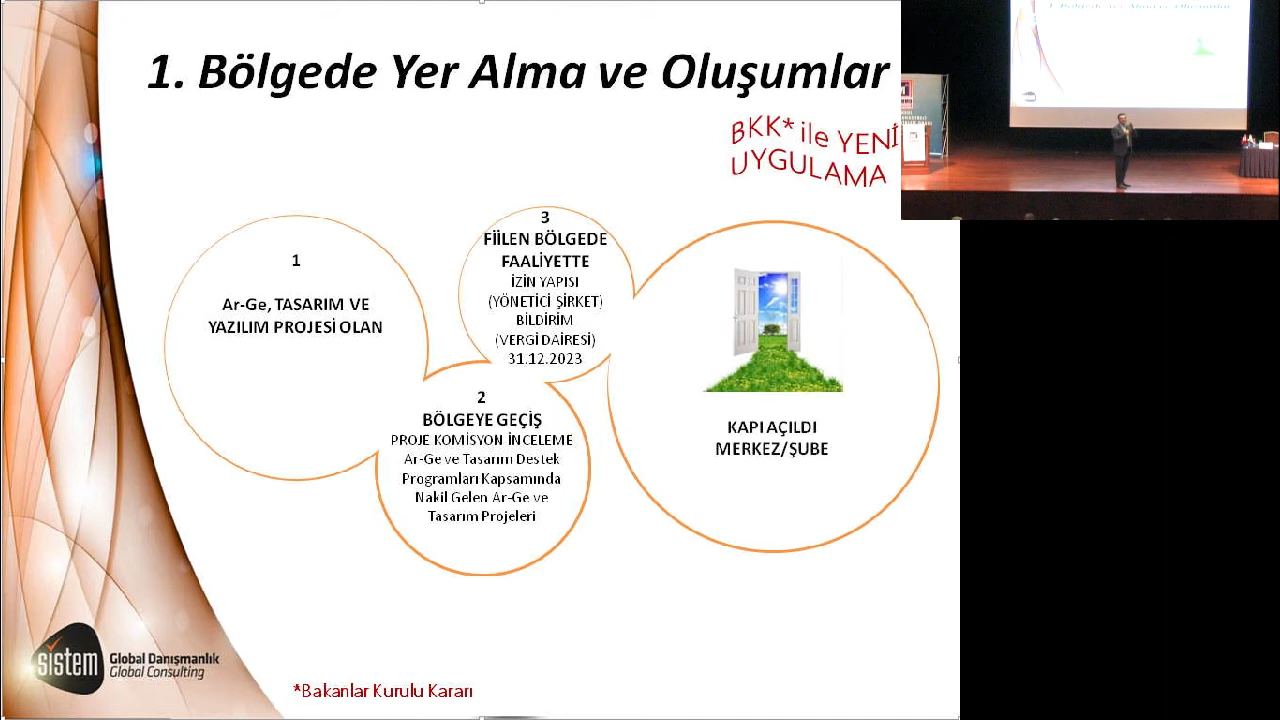 1. Bölgede Yer Alma ve Oluşumlar
BKK* ile YENİ
UYGULAMA
1
Ar-Ge, TASARIM VE
YAZILIM PROJESİ OLAN
2
BÖLGEYE GEÇİŞ
PROJE KOMİSYON İNCELEME
Ar-Ge ve Tasarım Destek
Programları Kapsamında
Nakil Gelen Ar-Ge ve
Tasarım Projeleri
3
FİİLEN BÖLGEDE
FAALİYETTE
İZİN YAPISI
(YÖNETİCİ ŞİRKET)
BİLDİRİM
(VERGİ DAİRESİ)
31.12.2023
KAPI AÇILDI
MERKEZ/ŞUBE
sistem
Global Danışmanlık
Global Consulting
*Bakanlar Kurulu Kararı